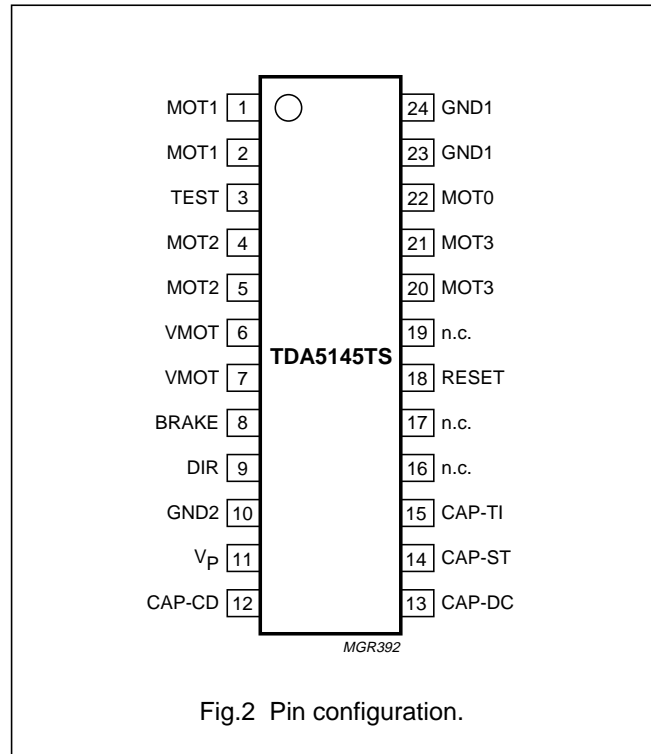 MOT1 1 24 GND1
MOT1 2 23 GND1
TEST 3 22 MOT0
MOT2 4 21 MOT3
MOT2 5 20 MOT3
VMOT 6 19 n.c.
TDA5145TS
VMOT 7 18 RESET
BRAKE 8 17 n.c.
DIR 9 16 n.c.
GND2 10 15 CAP-TI
VP 11 14 CAP-ST
CAP-CD 12 13 CAP-DC
MGR392
Fig.2 Pin configuration.